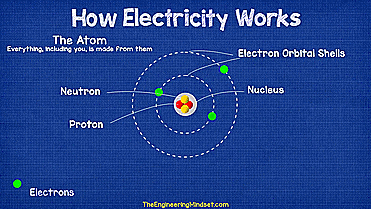 How Electricity Works
The Atom
Everything, including you, is made from them
Electron Orbital Shells
Neutron
Nucleus
Proton
Electrons
TheEngineeringMindset.com